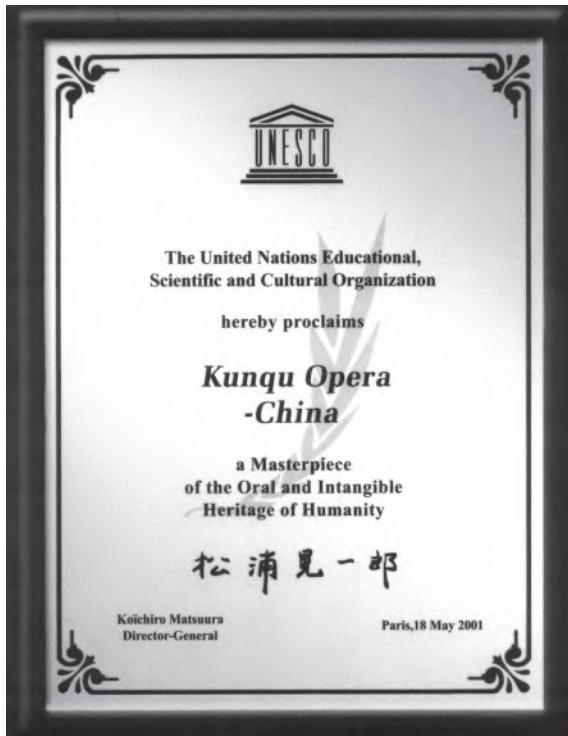 UNESCO
The United Nations Educational,
Scientific and Cultural Organization
hereby proclaims
Kunqu Opera
-China
a Masterpiece
of the Oral and Intangible
Heritage of Humanity
松浦晃一郎
Koïchiro Matsuura
Director-General
Paris,18 May 2001